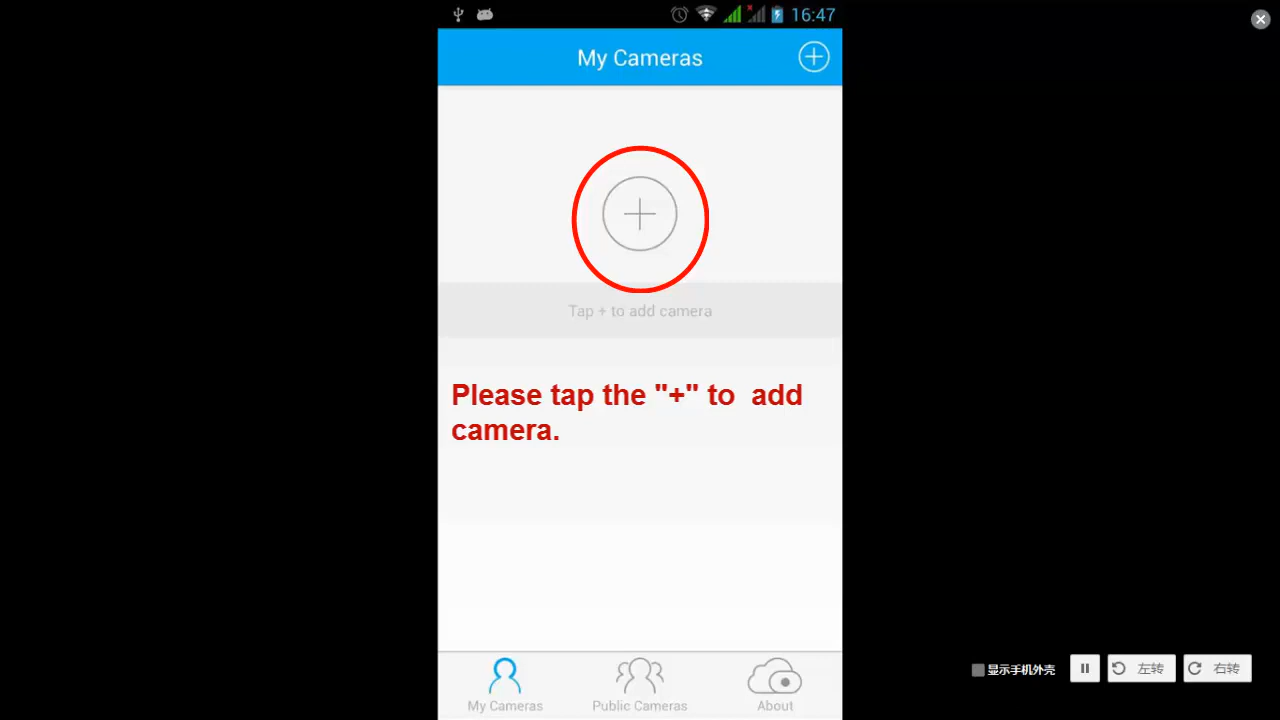 16:47
My Cameras
Tap + to add camera
Please tap the "+" to  add
camera.
显示手机外壳
左转
右转
My Cameras
Public Cameras
About